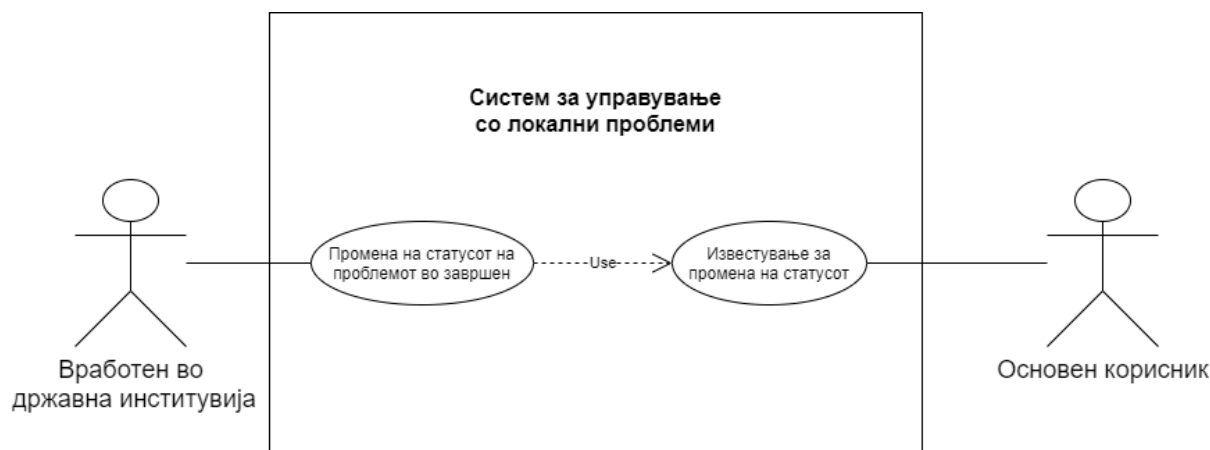 Систем за управување
со локални проблеми
Промена на статусот на
проблемот во завршен
Use
Известување за
промена на статусот
Вработен во
државна институвија
Основен корисник